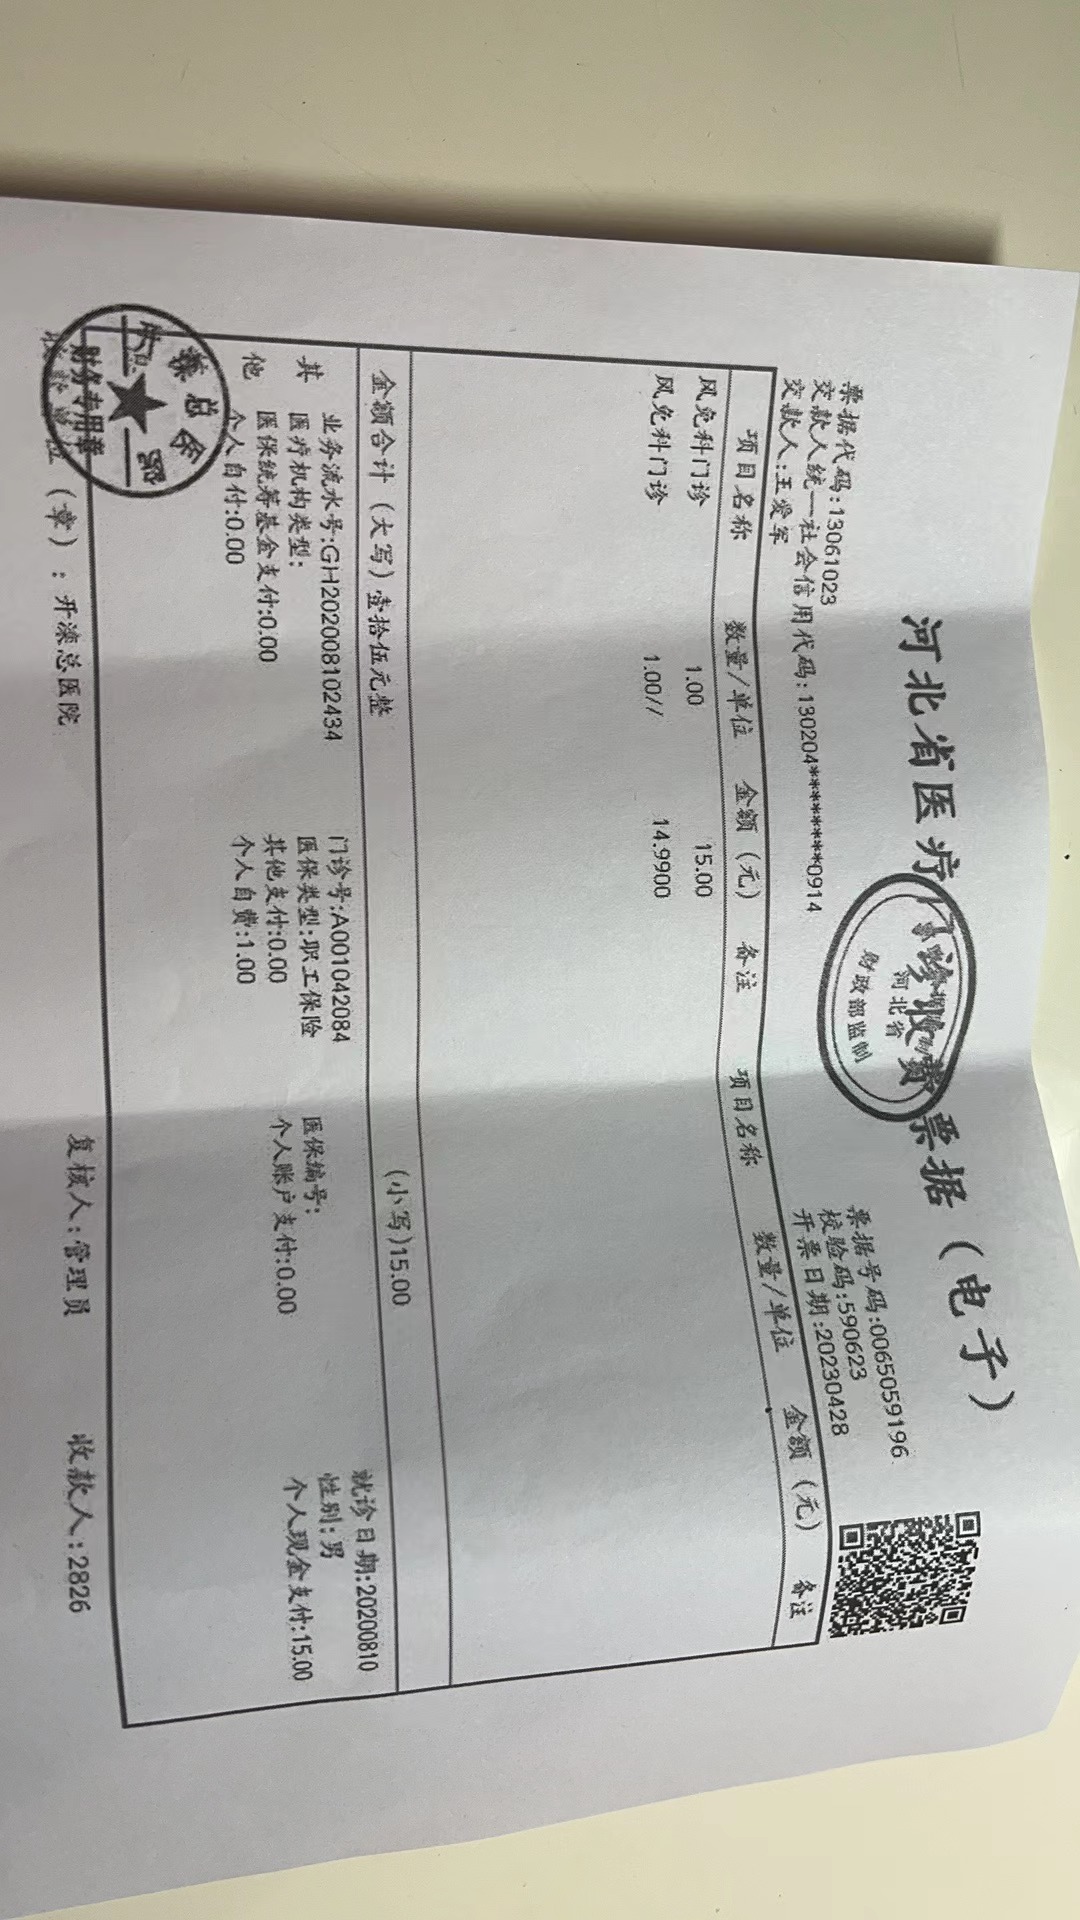 河北省医疗门诊收费票据（电子）
票据代码:13061023 票据号码:0065059196
交款人统一社会信用代码:130204********0914 校验码:590623
交款人:王爱军 开票日期:20230428
河北省
财政部监制
项目名称 数量/单位 金额（元） 备注 项目名称 数量/单位 金额（元） 备注
风免科门诊 1.00 15.00
风免科门诊 1.00// 14.9900
金额合计（大写）壹拾伍元整 (小写)15.00
其他
业务流水号:GH202008102434 门诊号:A001042084 就诊日期:20200810
医疗机构类型: 医保类型:职工保险 医保编号: 性别:男
医保统筹基金支付:0.00 其他支付:0.00 个人账户支付:0.00 个人现金支付:15.00
个人自付:0.00 个人自费:1.00
财务专用章
收款单位（章）:开滦总医院 复核人:管理员 收款人:2826